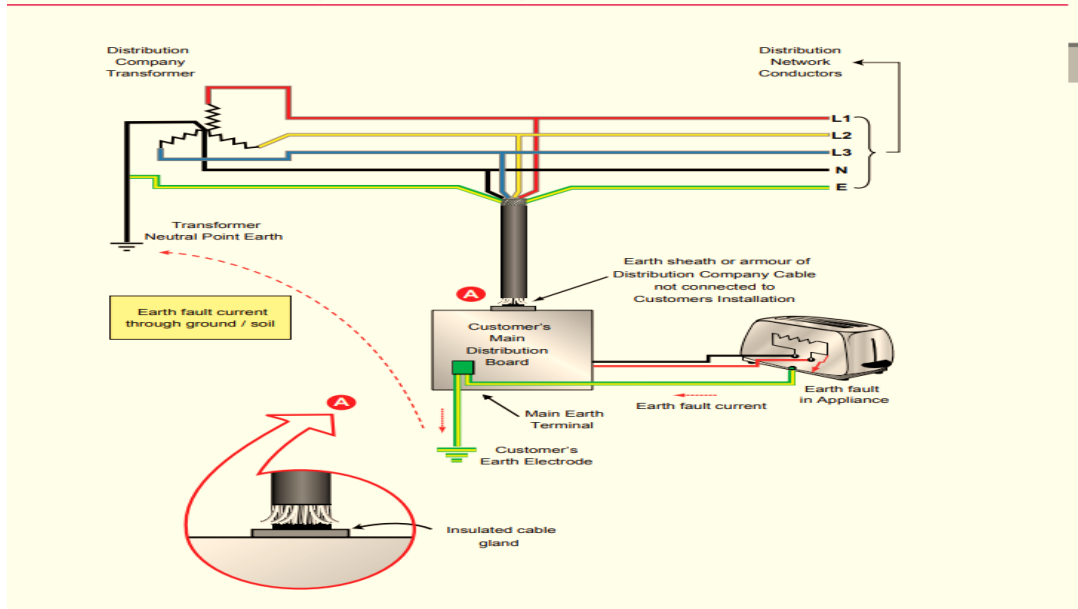 Distribution
Company
Transformer
Distribution
Network
Conductors
L1
L2
L3
N
E
Transformer
Neutral Point Earth
Earth sheath or armour of
Distribution Company Cable
not connected to
Customers Installation
A
Earth fault current
through ground / soil
Customer's
Main
Distribution
Board
Earth fault
in Appliance
Earth fault current
Main Earth
Terminal
A
Customer's
Earth Electrode
Insulated cable
gland